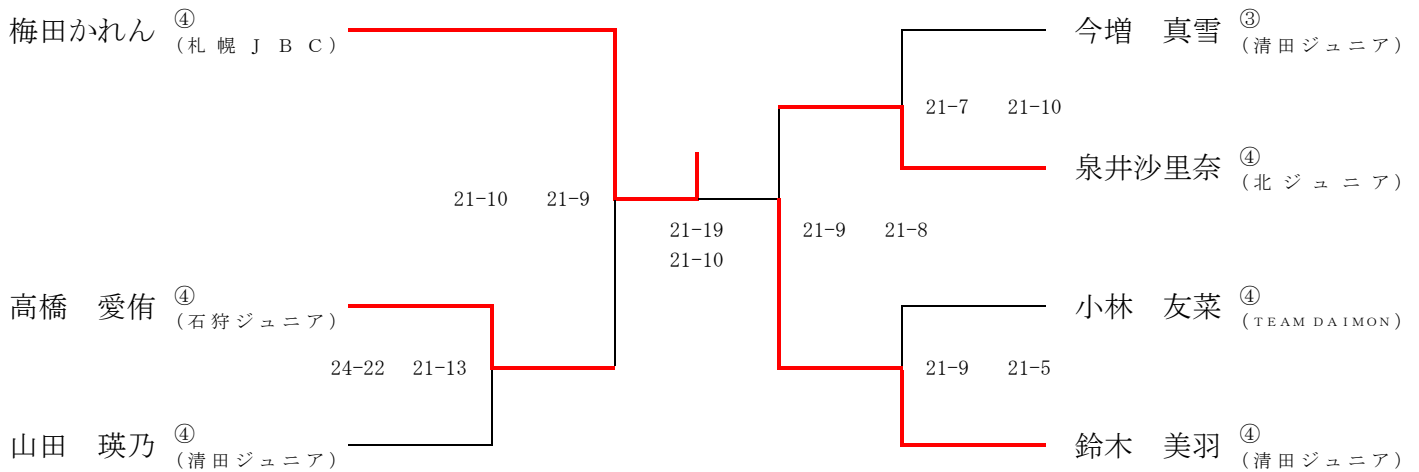 梅田かれん ④
(札幌JBC)
高橋 愛侑 ④
(石狩ジュニア)
山田 瑛乃 ④
(清田ジュニア)
24-22 21-13
21-10 21-9
21-19
21-10
21-9 21-8
21-7 21-10
21-9 21-5
今増 真雪 ③
(清田ジュニア)
泉井沙里奈 ④
(北ジュニア)
小林 友菜 ④
(TEAM DAIMON)
鈴木 美羽 ④
(清田ジュニア)